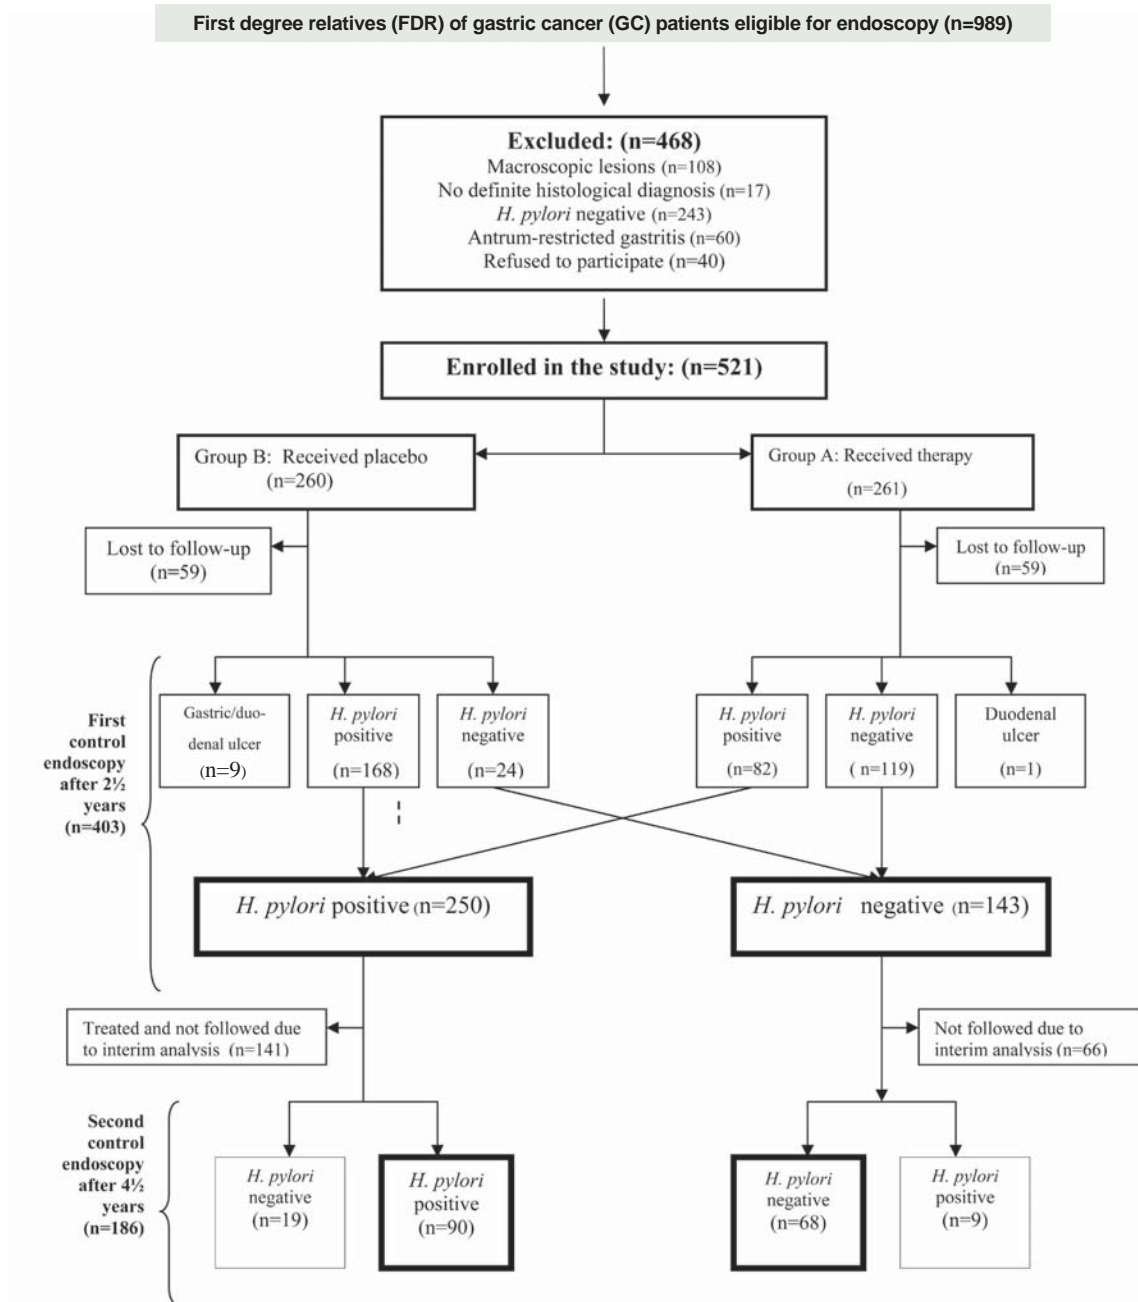 First degree relatives (FDR) of gastric cancer (GC) patients eligible for endoscopy (n=989)
Excluded: (n=468)
Macroscopic lesions (n=108)
No definite histological diagnosis (n=17)
H. pylori negative (n=243)
Antrum-restricted gastritis (n=60)
Refused to participate (n=40)
Enrolled in the study: (n=521)
Group B: Received placebo
(n=260)
Group A: Received therapy
(n=261)
Lost to follow-up
(n=59)
Lost to follow-up
(n=59)
First
control
endoscopy
after 2½
years
(n=403)
Gastric/duo-
denal ulcer
(n=9)
H. pylori
positive
(n=168)
H. pylori
negative
(n=24)
H. pylori
positive
(n=82)
H. pylori
negative
( n=119)
Duodenal
ulcer
(n=1)
H. pylori positive (n=250)
H. pylori negative (n=143)
Treated and not followed due
to interim analysis (n=141)
Not followed due to
interim analysis (n=66)
Second
control
endoscopy
after 4½
years
(n=186)
H. pylori
negative
(n=19)
H. pylori
positive
(n=90)
H. pylori
negative
(n=68)
H. pylori
positive
(n=9)